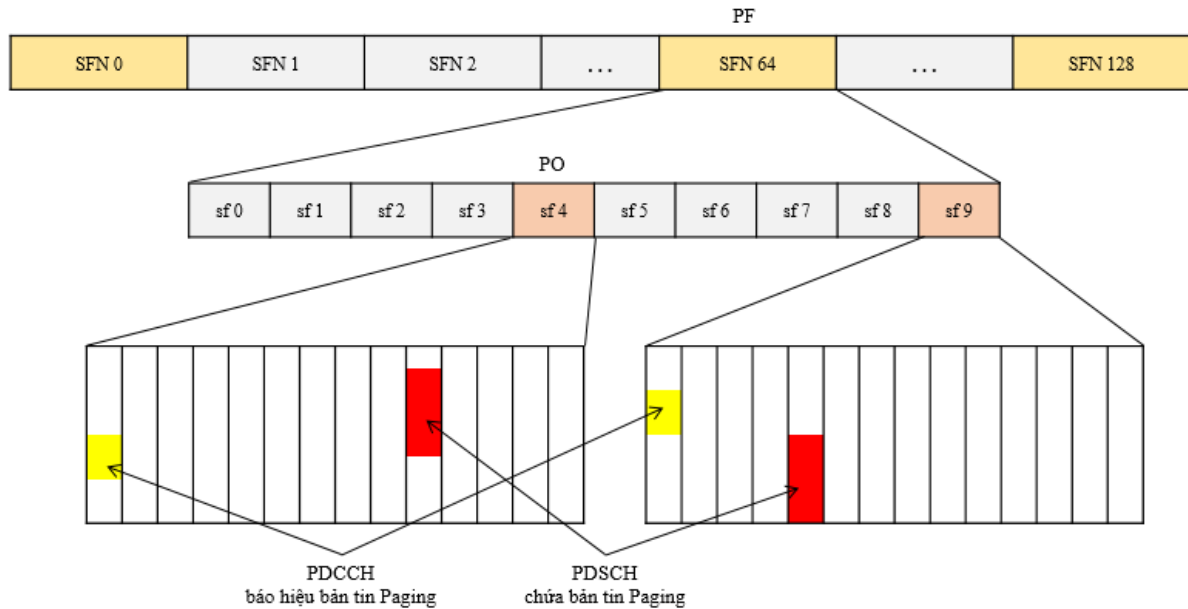 PF
SFN 0 SFN 1 SFN 2 ... SFN 64 ... SFN 128
PO
sf 0 sf 1 sf 2 sf 3 sf 4 sf 5 sf 6 sf 7 sf 8 sf 9
PDCCH PDSCH
báo hiệu bản tin Paging chứa bản tin Paging